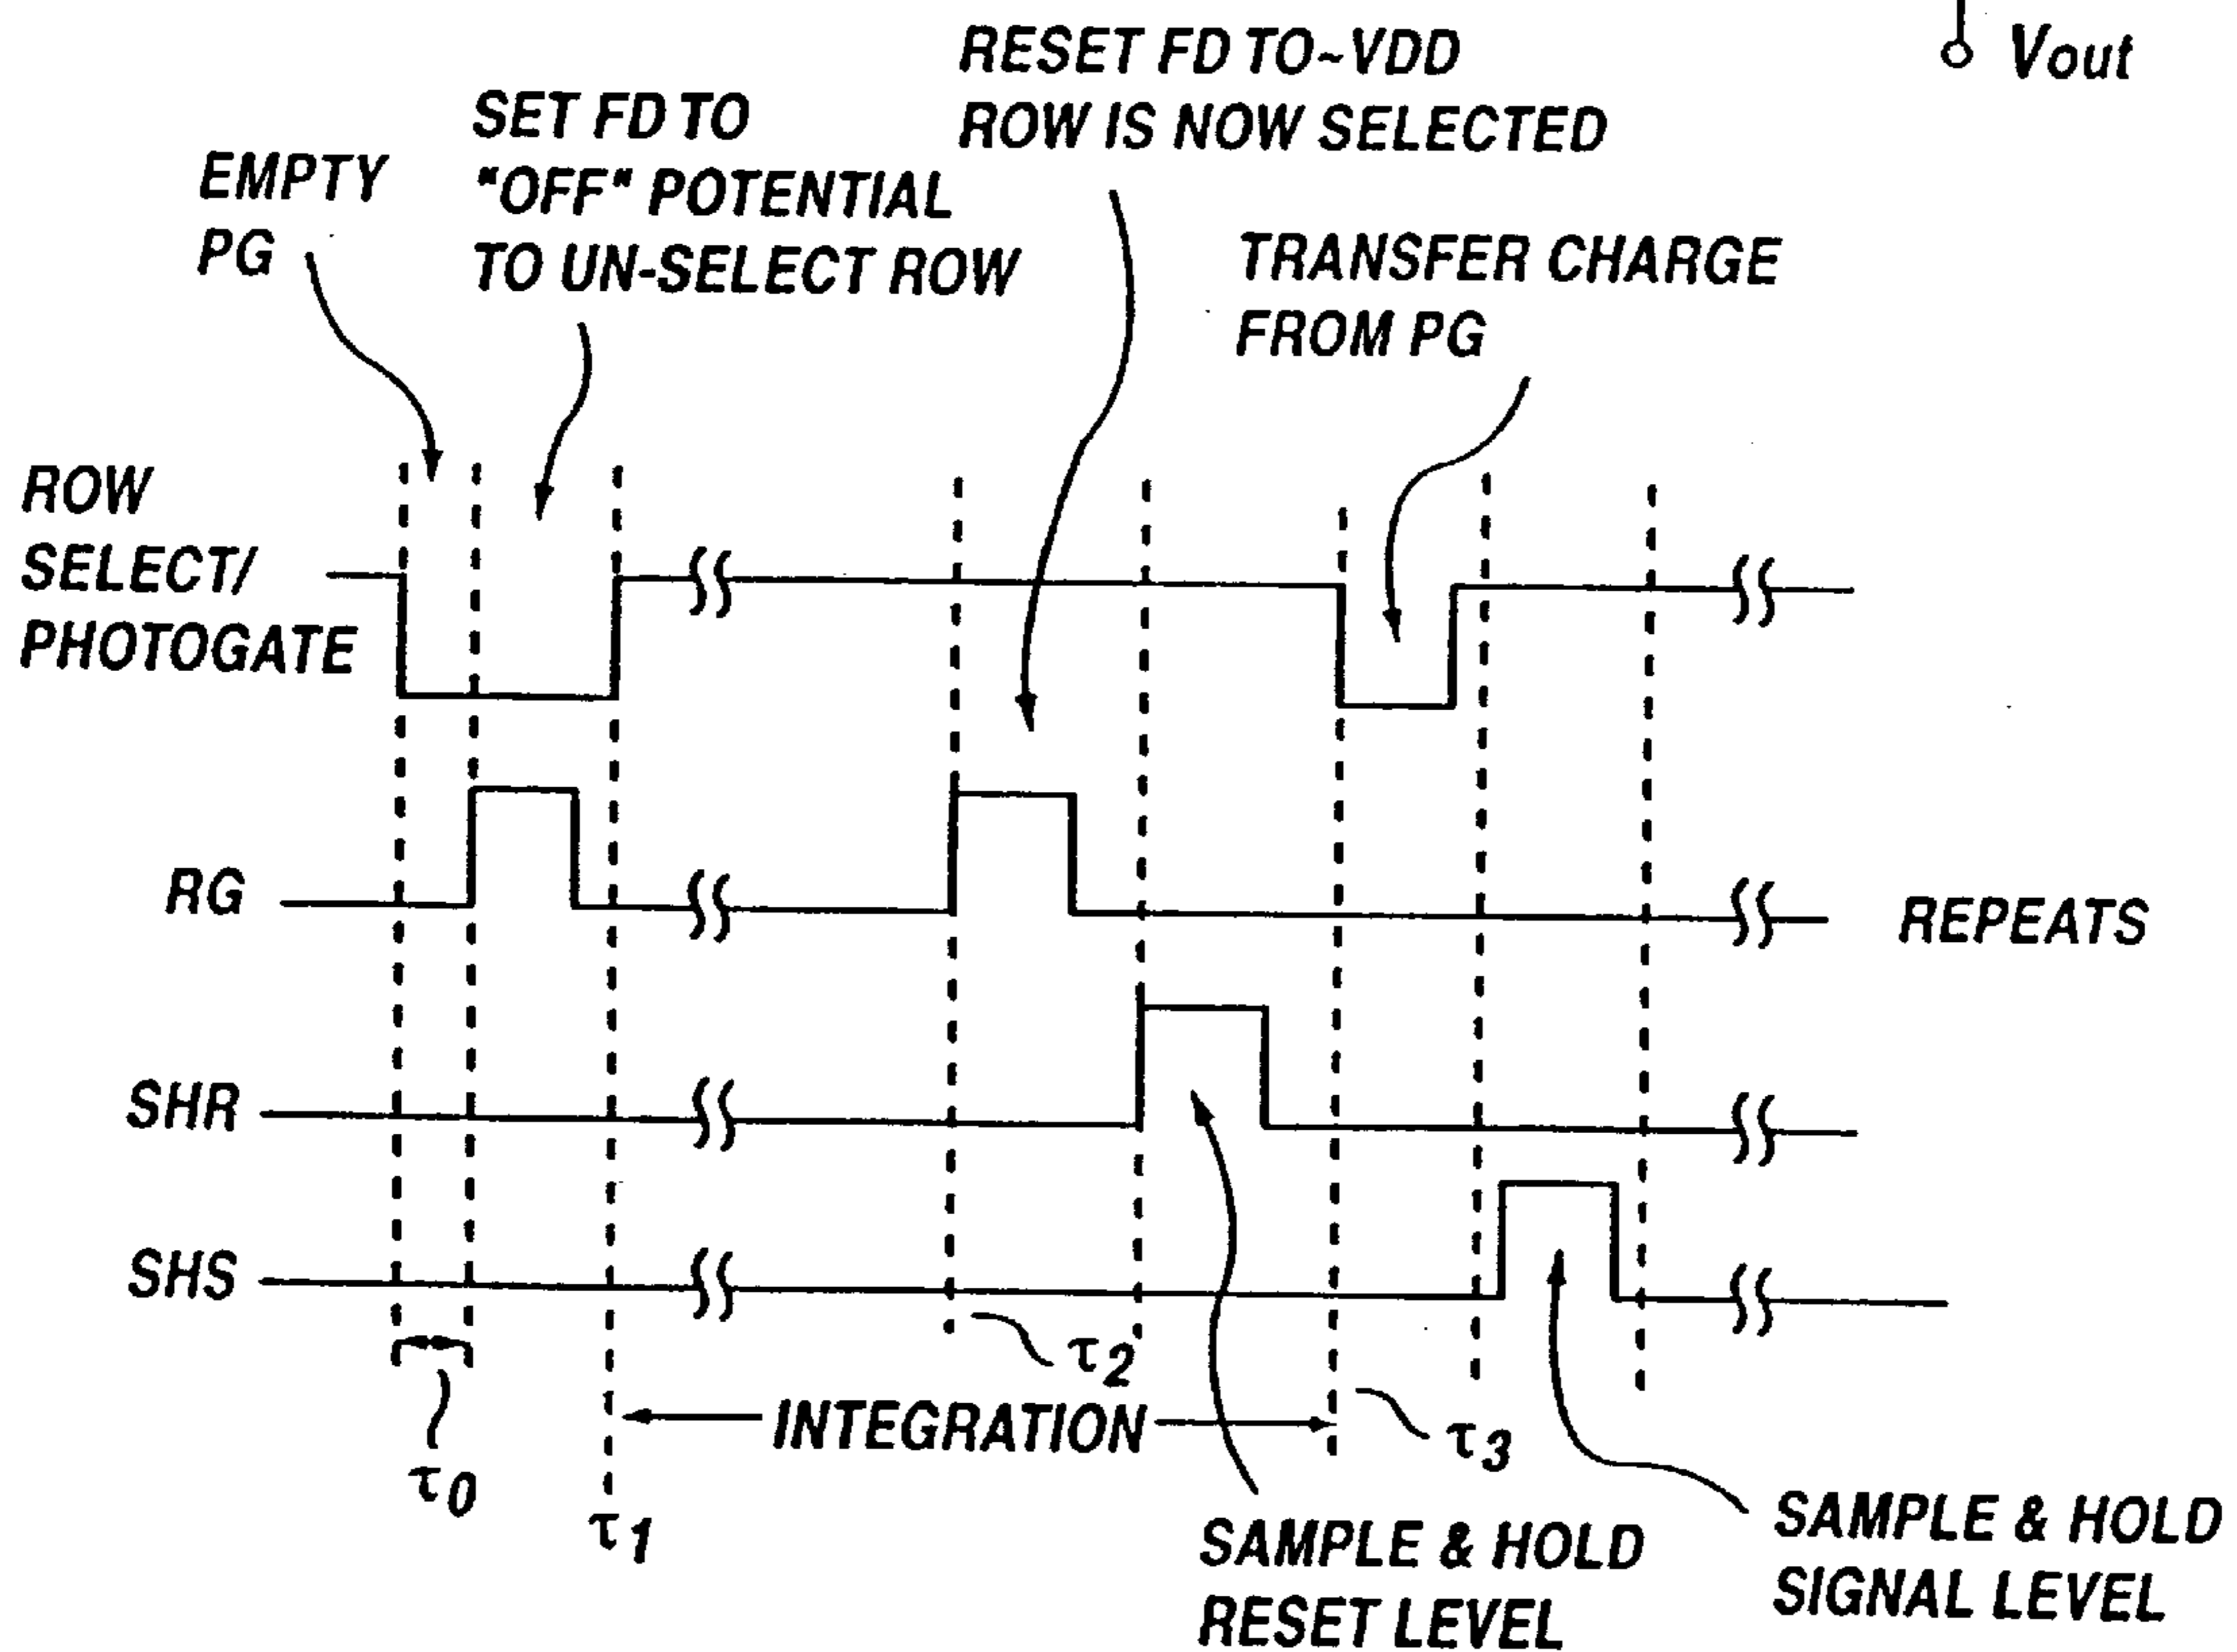 Vout
RESET FD TO~VDD
ROW IS NOW SELECTED
SET FD TO
"OFF" POTENTIAL
TO UN-SELECT ROW
EMPTY
PG
TRANSFER CHARGE
FROM PG
ROW
SELECT/
PHOTOGATE
RG
REPEATS
SHR
SHS
τ2
INTEGRATION
τ3
τ0
τ1
SAMPLE & HOLD
RESET LEVEL
SAMPLE & HOLD
SIGNAL LEVEL